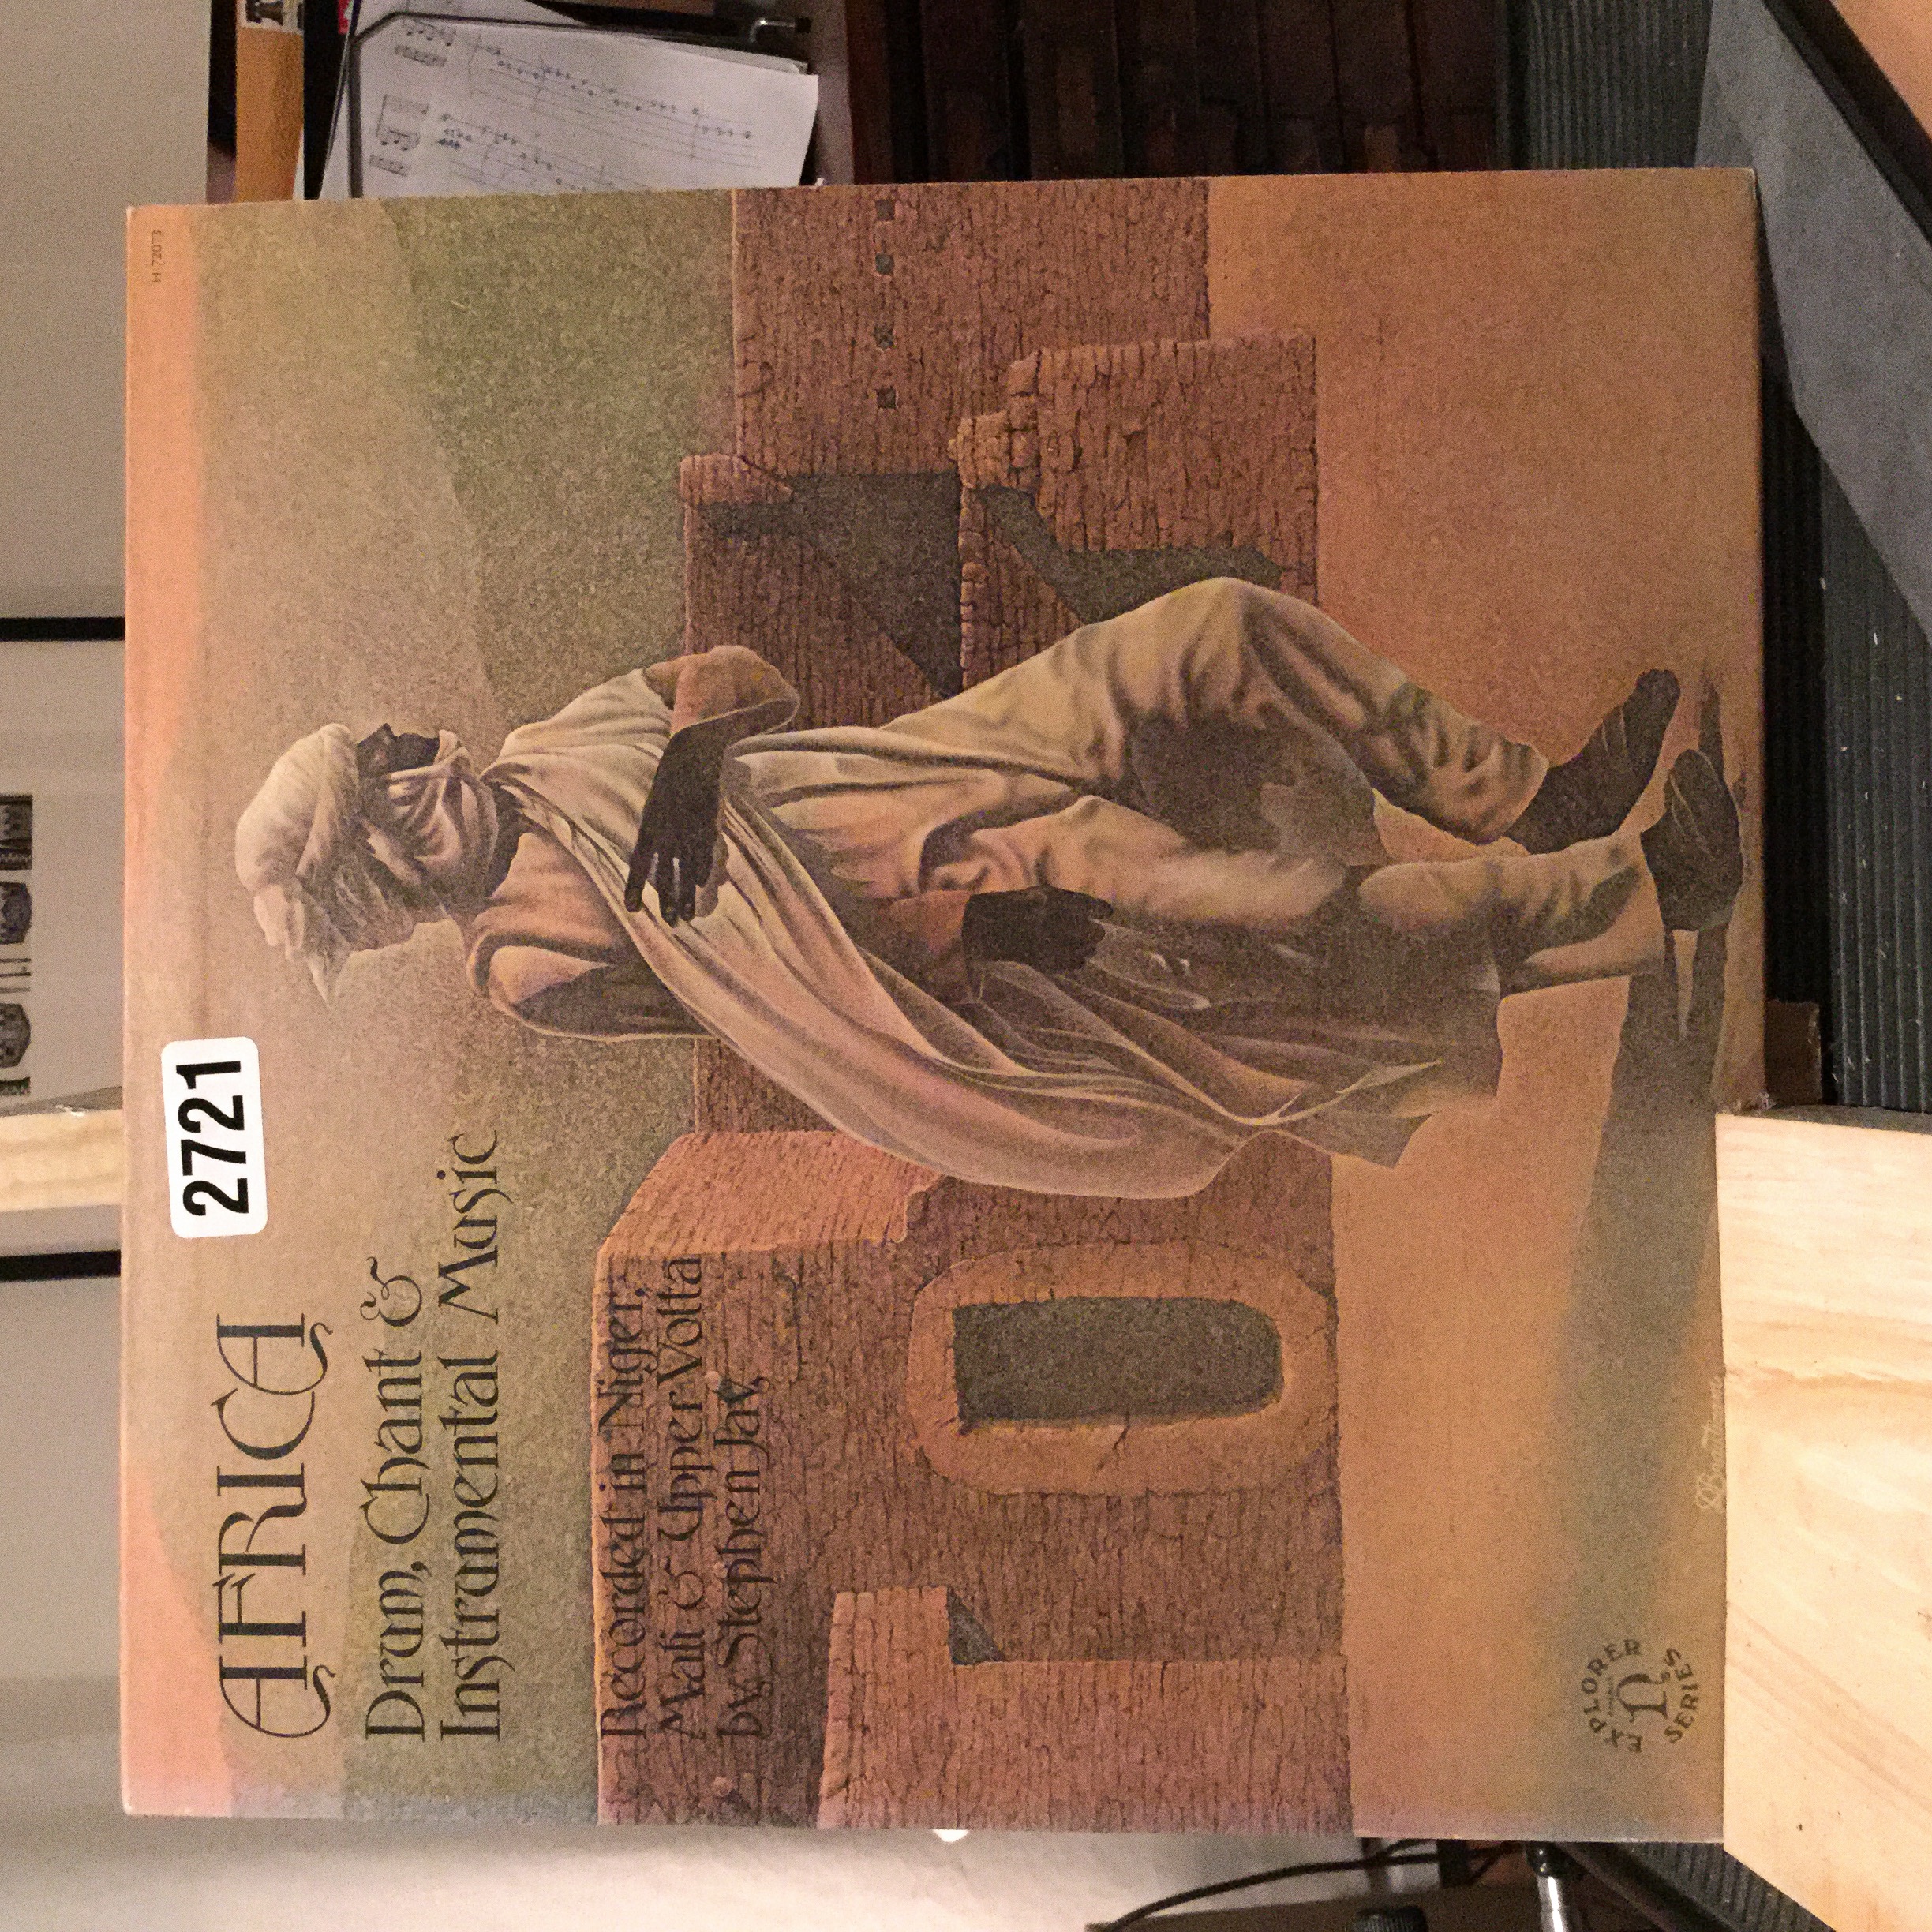 H-72073
2721
AFRICA
Drum, Chant &
Instrumental Music
Recorded in Niger,
Mali & Upper Volta
by Stephen Jay
EXPLORER
SERIES